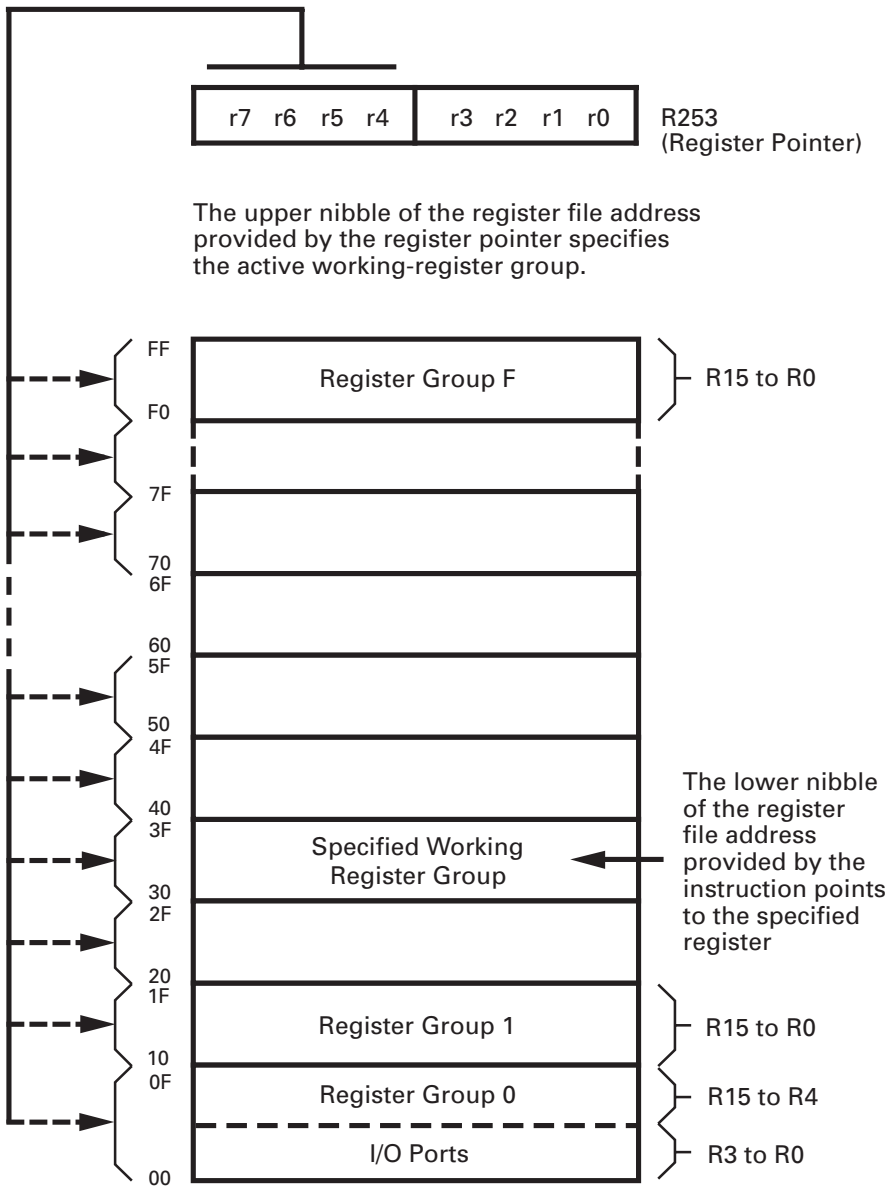 r7 r6 r5 r4 r3 r2 r1 r0 R253
(Register Pointer)
The upper nibble of the register file address
provided by the register pointer specifies
the active working-register group.
FF
Register Group F
R15 to R0
F0
7F
70
6F
60
5F
50
4F
40
3F
Specified Working
Register Group
30
2F
The lower nibble
of the register
file address
provided by the
instruction points
to the specified
register
20
1F
Register Group 1
R15 to R0
10
0F
Register Group 0
R15 to R4
I/O Ports
R3 to R0
00